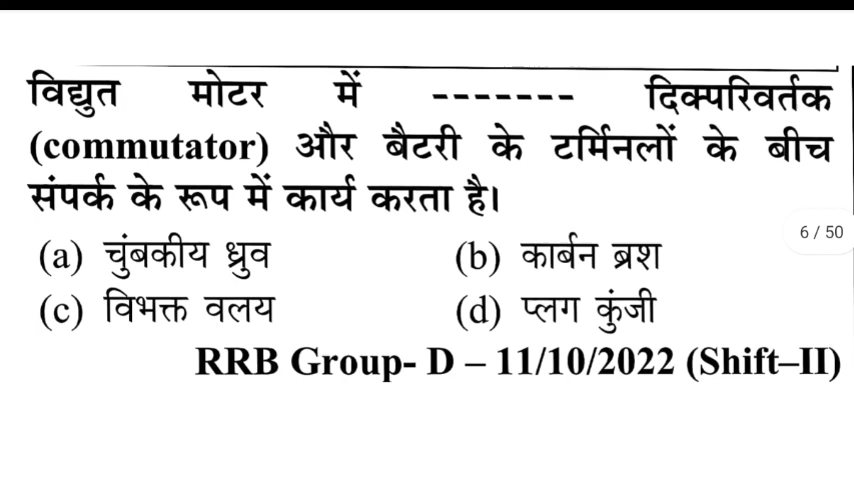 विद्युत मोटर में ------- दिक्परिवर्तक
(commutator) और बैटरी के टर्मिनलों के बीच
संपर्क के रूप में कार्य करता है।
(a) चुंबकीय ध्रुव (b) कार्बन ब्रश
6 / 50
(c) विभक्त वलय (d) प्लग कुंजी
RRB Group- D – 11/10/2022 (Shift–II)